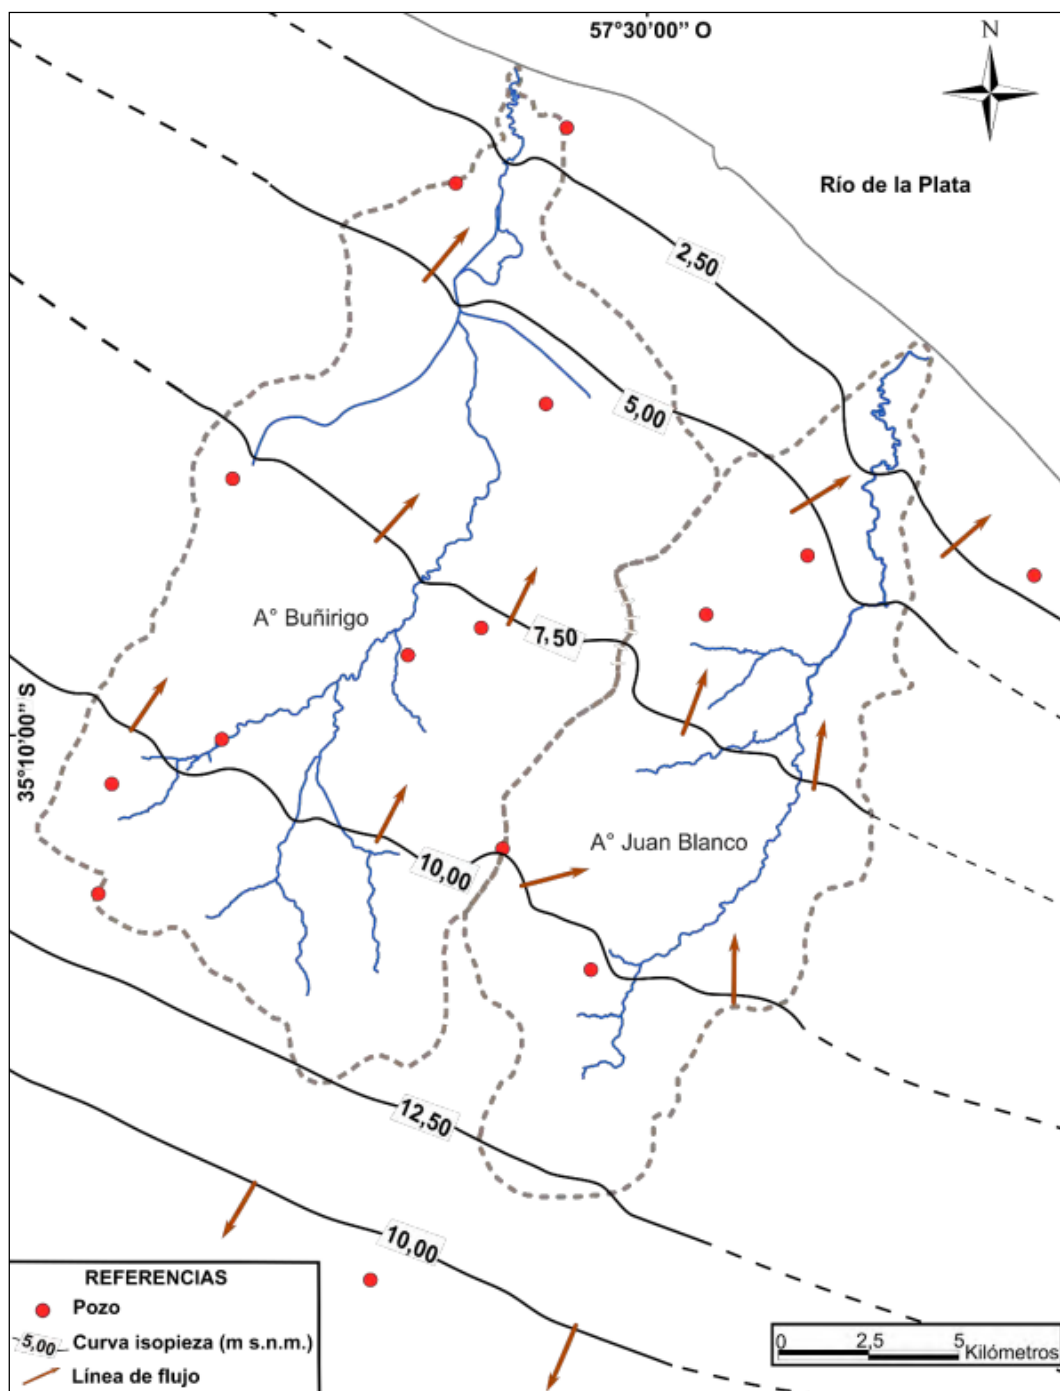 57°30’00” O
N
Río de la Plata
2,50
5,00
A° Buñirigo
7,50
35°10’00” S
A° Juan Blanco
10,00
12,50
10,00
REFERENCIAS
Pozo
5,00 Curva isopieza (m s.n.m.)
Línea de flujo
0 2,5 5
Kilómetros